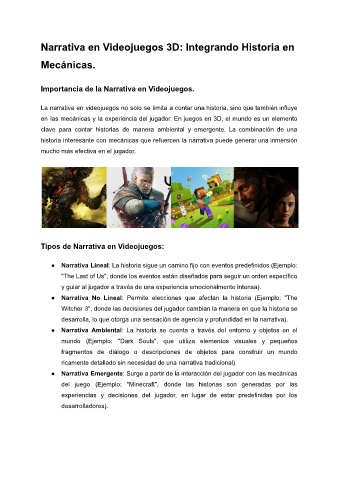 Narrativa en Videojuegos 3D: Integrando Historia en
Mecánicas.
Importancia de la Narrativa en Videojuegos.
La narrativa en videojuegos no solo se limita a contar una historia, sino que también influye
en las mecánicas y la experiencia del jugador. En juegos en 3D, el mundo es un elemento
clave para contar historias de manera ambiental y emergente. La combinación de una
historia interesante con mecánicas que refuercen la narrativa puede generar una inmersión
mucho más efectiva en el jugador.
Tipos de Narrativa en Videojuegos:
● Narrativa Lineal: La historia sigue un camino fijo con eventos predefinidos (Ejemplo:
"The Last of Us", donde los eventos están diseñados para seguir un orden específico
y guiar al jugador a través de una experiencia emocionalmente intensa).
● Narrativa No Lineal: Permite elecciones que afectan la historia (Ejemplo: "The
Witcher 3", donde las decisiones del jugador cambian la manera en que la historia se
desarrolla, lo que otorga una sensación de agencia y profundidad en la narrativa).
● Narrativa Ambiental: La historia se cuenta a través del entorno y objetos en el
mundo (Ejemplo: "Dark Souls", que utiliza elementos visuales y pequeños
fragmentos de diálogo o descripciones de objetos para construir un mundo
ricamente detallado sin necesidad de una narrativa tradicional).
● Narrativa Emergente: Surge a partir de la interacción del jugador con las mecánicas
del juego (Ejemplo: "Minecraft", donde las historias son generadas por las
experiencias y decisiones del jugador, en lugar de estar predefinidas por los
desarrolladores).